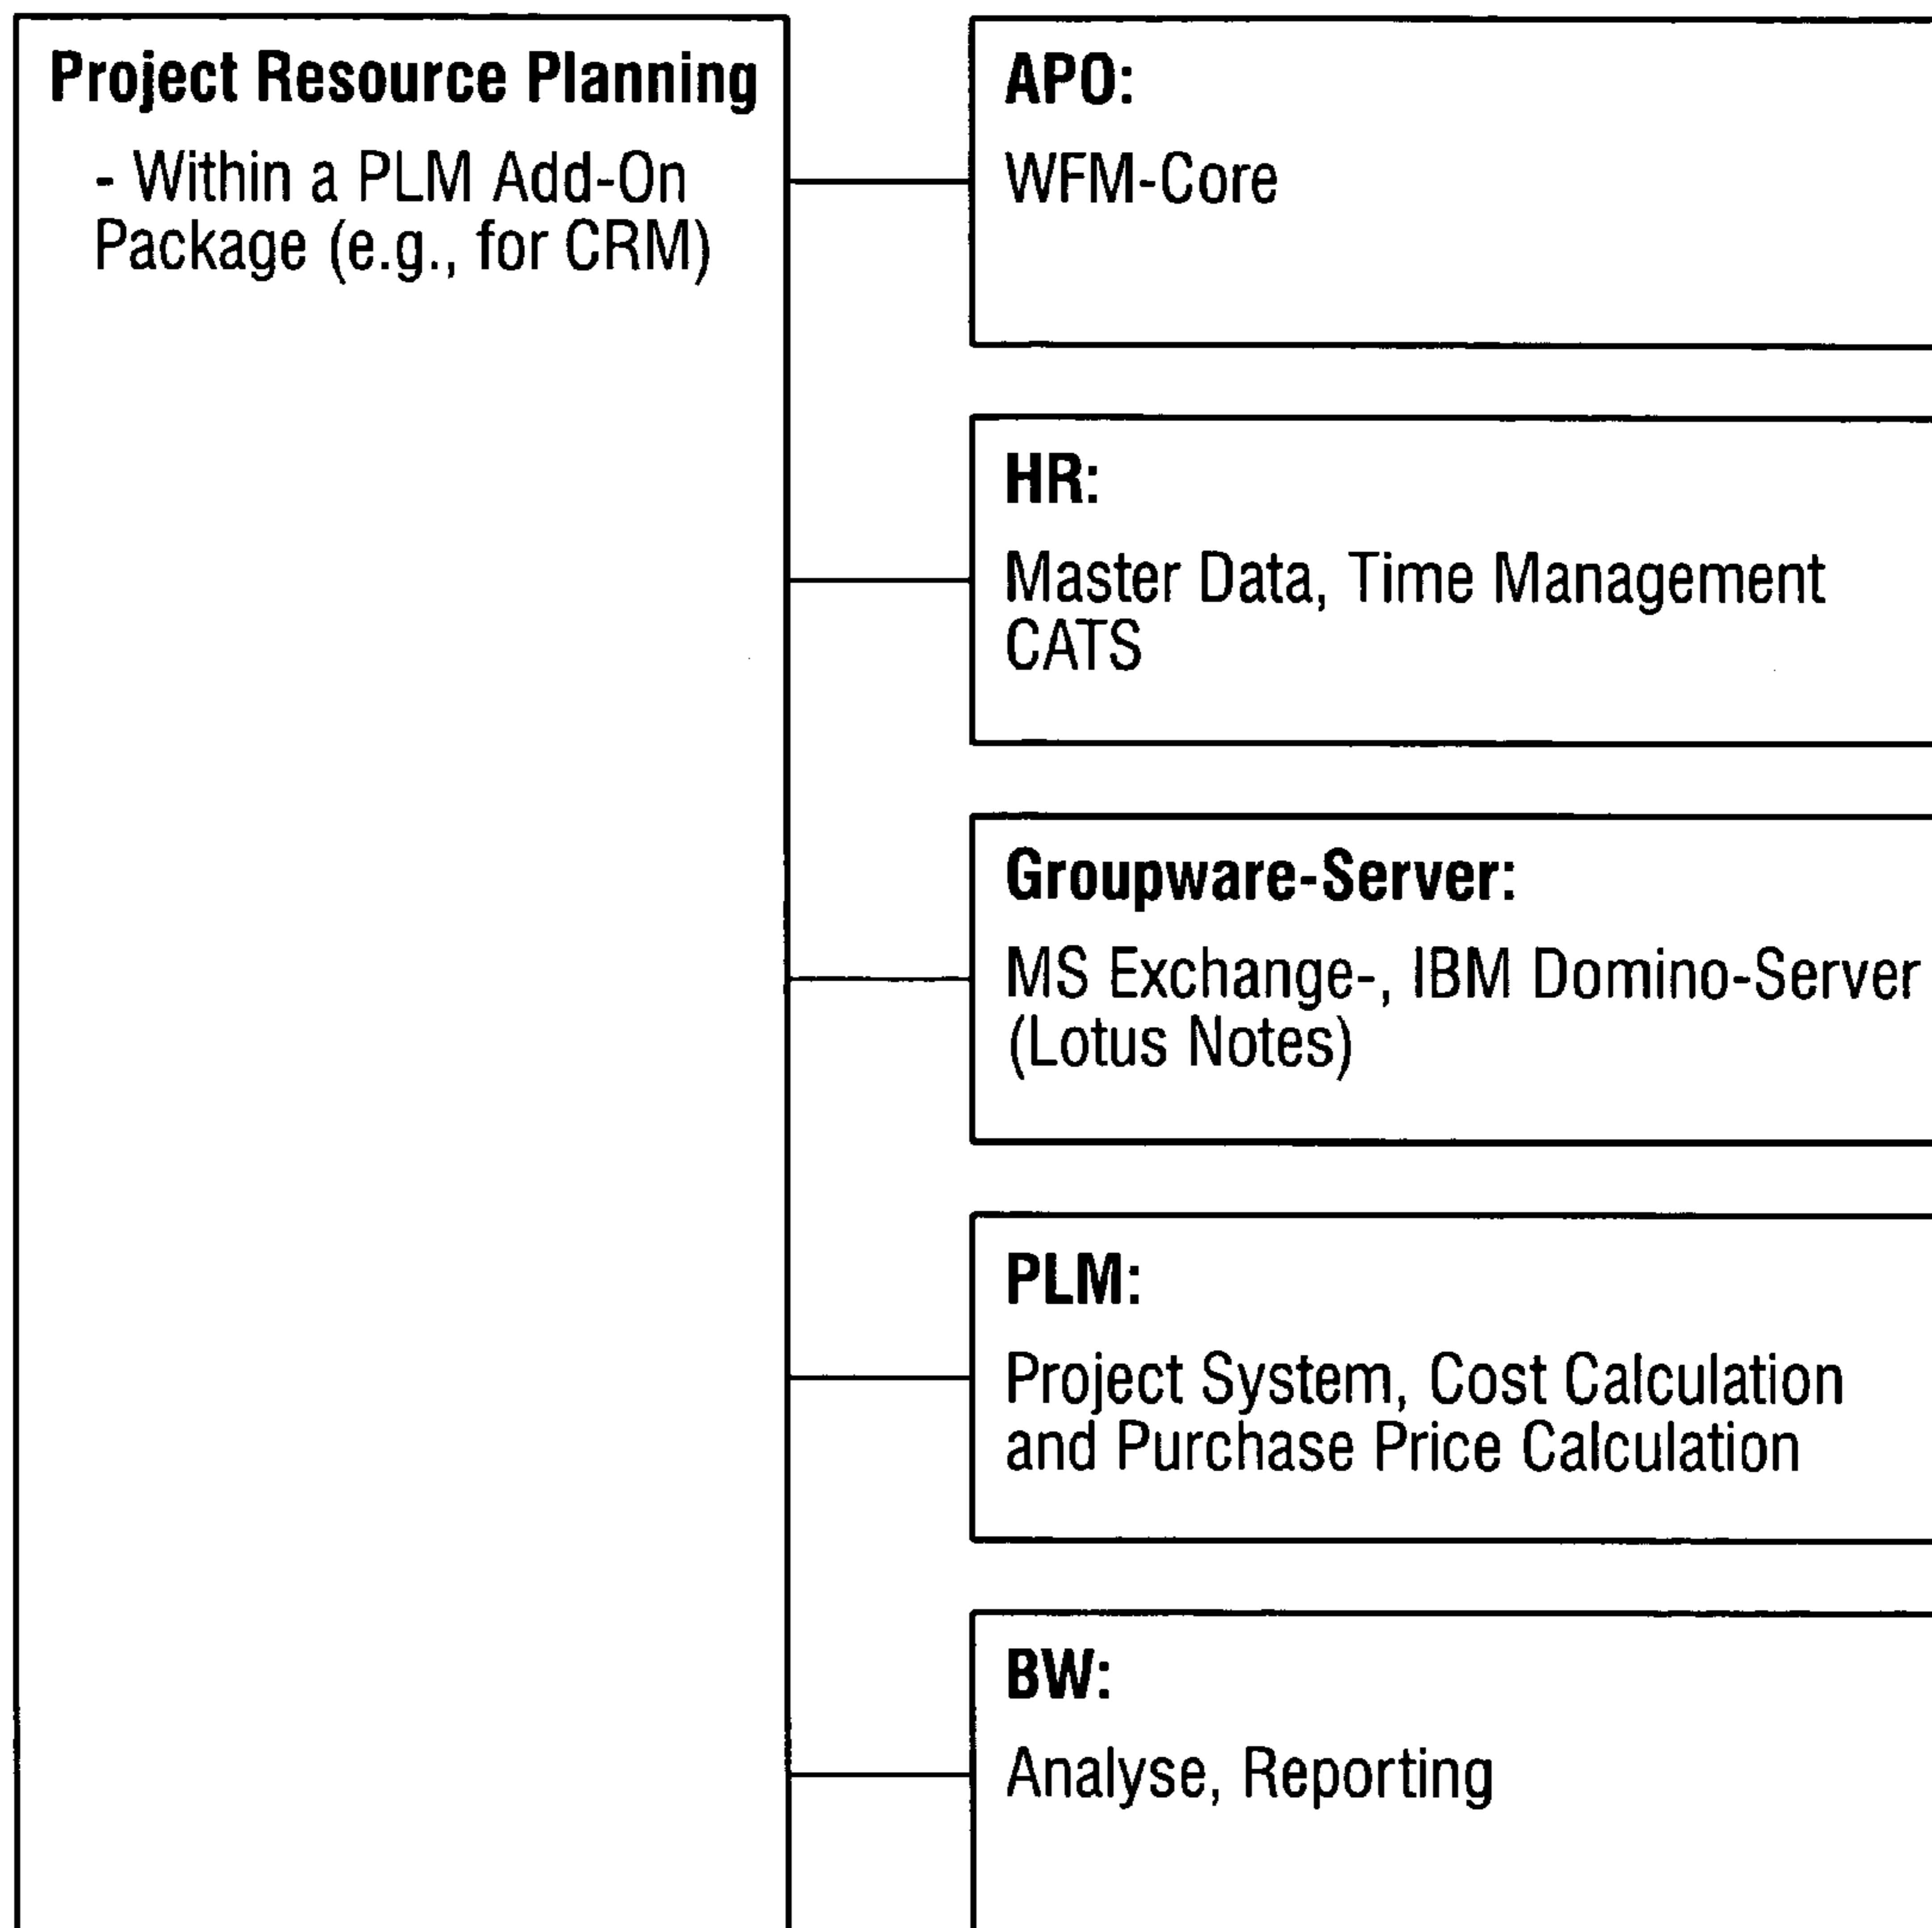 Project Resource Planning
- Within a PLM Add-On
Package (e.g., for CRM)
APO:
WFM-Core
HR:
Master Data, Time Management
CATS
Groupware-Server:
MS Exchange-, IBM Domino-Server
(Lotus Notes)
PLM:
Project System, Cost Calculation
and Purchase Price Calculation
BW:
Analyse, Reporting